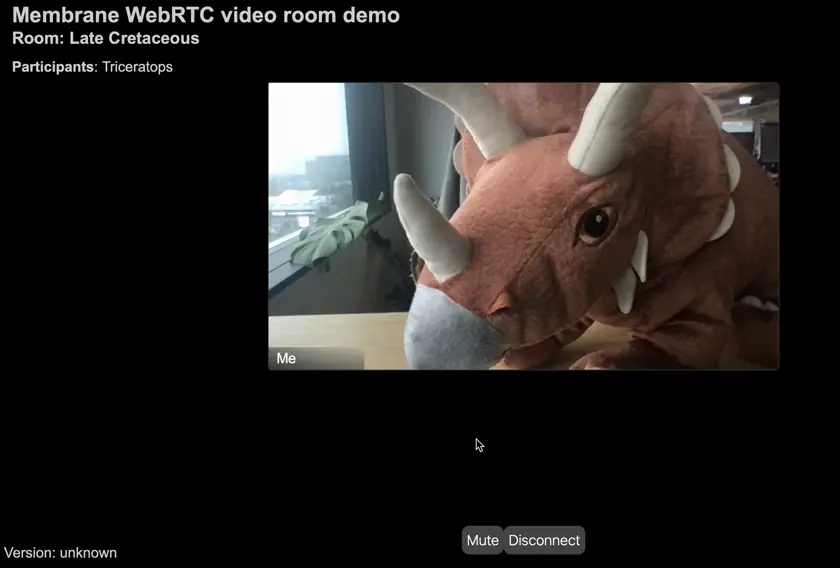 Membrane WebRTC video room demo
Room: Late Cretaceous
Participants: Triceratops
Me
Mute Disconnect
Version: unknown